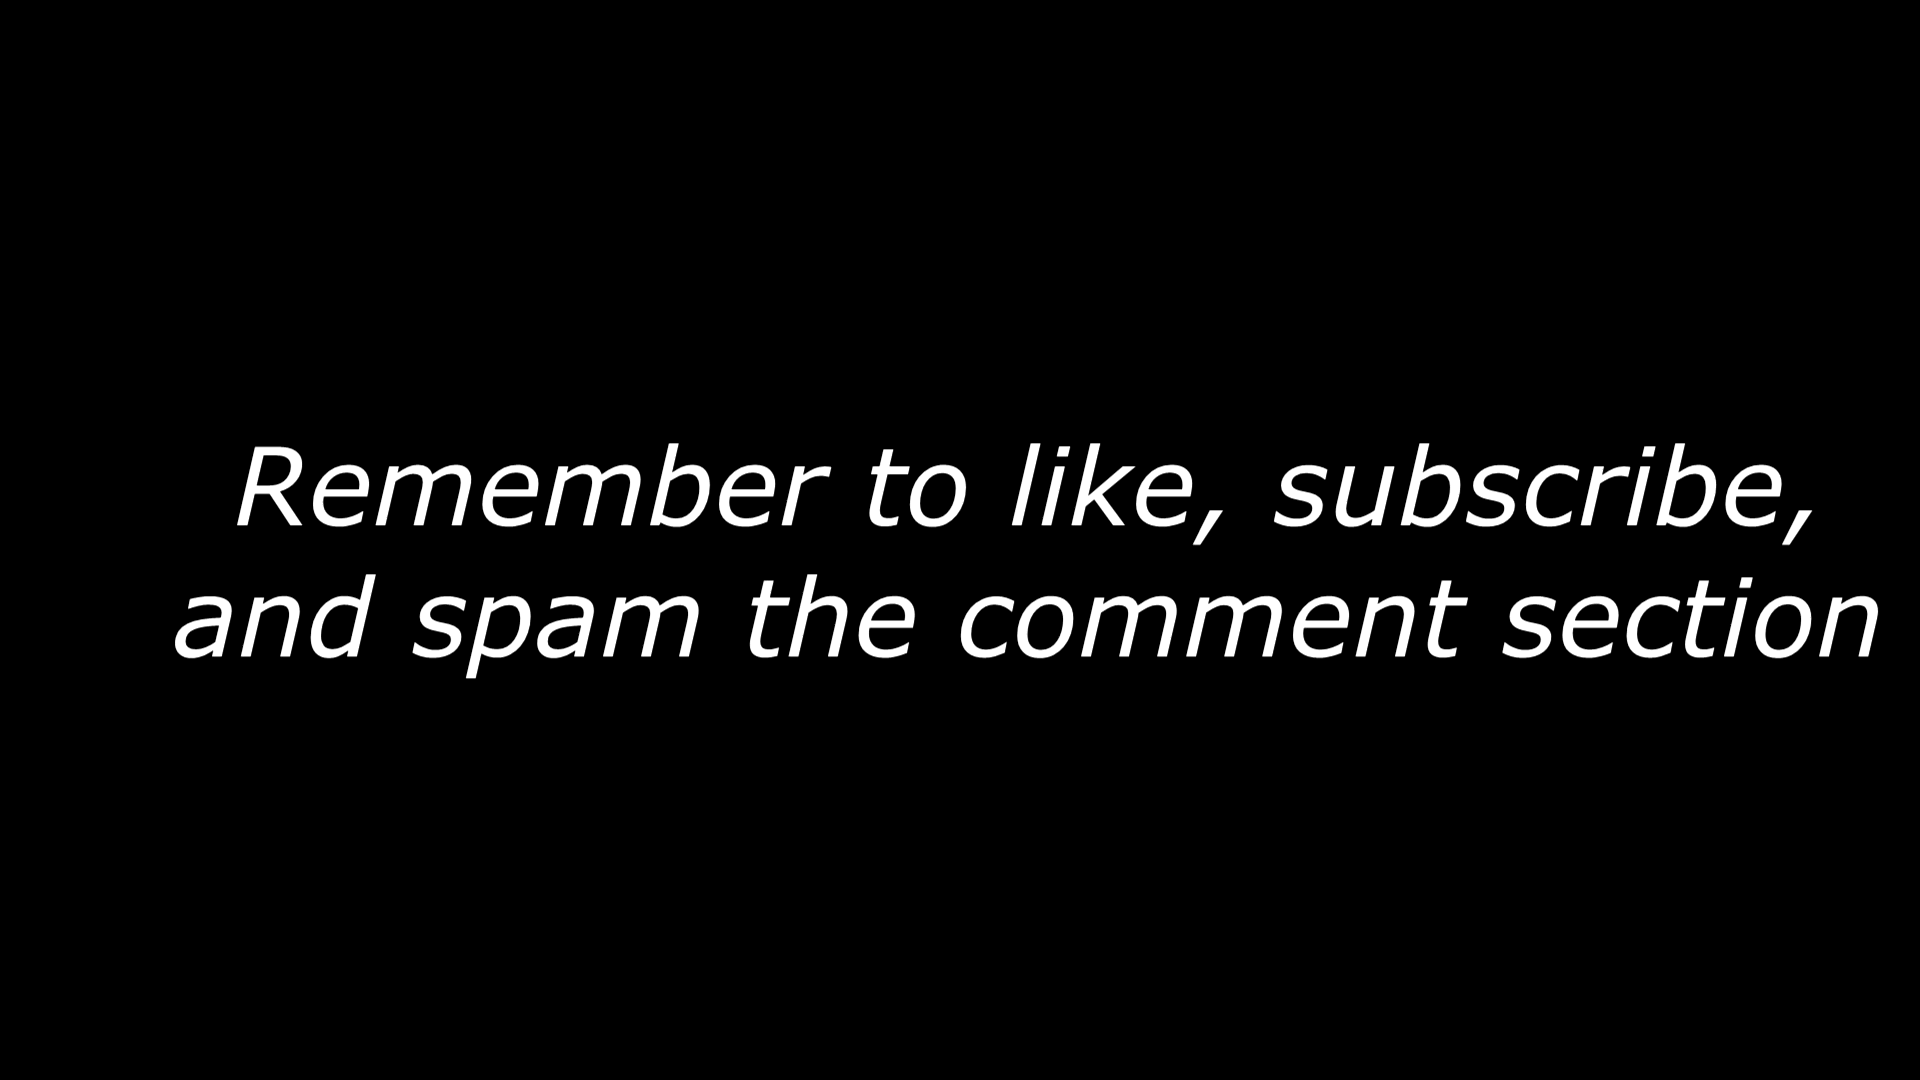 Remember to like, subscribe,
and spam the comment section